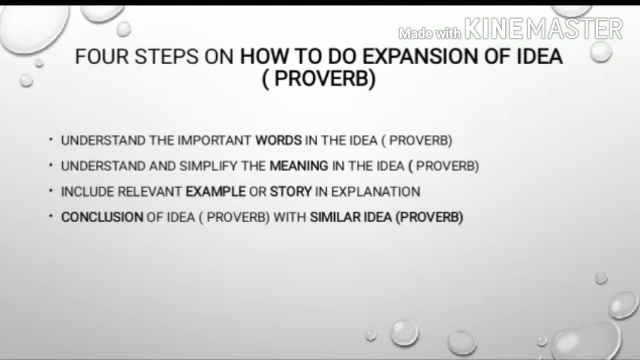 Made with KINEMASTER
FOUR STEPS ON HOW TO DO EXPANSION OF IDEA
( PROVERB)
• UNDERSTAND THE IMPORTANT WORDS IN THE IDEA ( PROVERB)
• UNDERSTAND AND SIMPLIFY THE MEANING IN THE IDEA ( PROVERB)
• INCLUDE RELEVANT EXAMPLE OR STORY IN EXPLANATION
• CONCLUSION OF IDEA ( PROVERB) WITH SIMILAR IDEA (PROVERB)